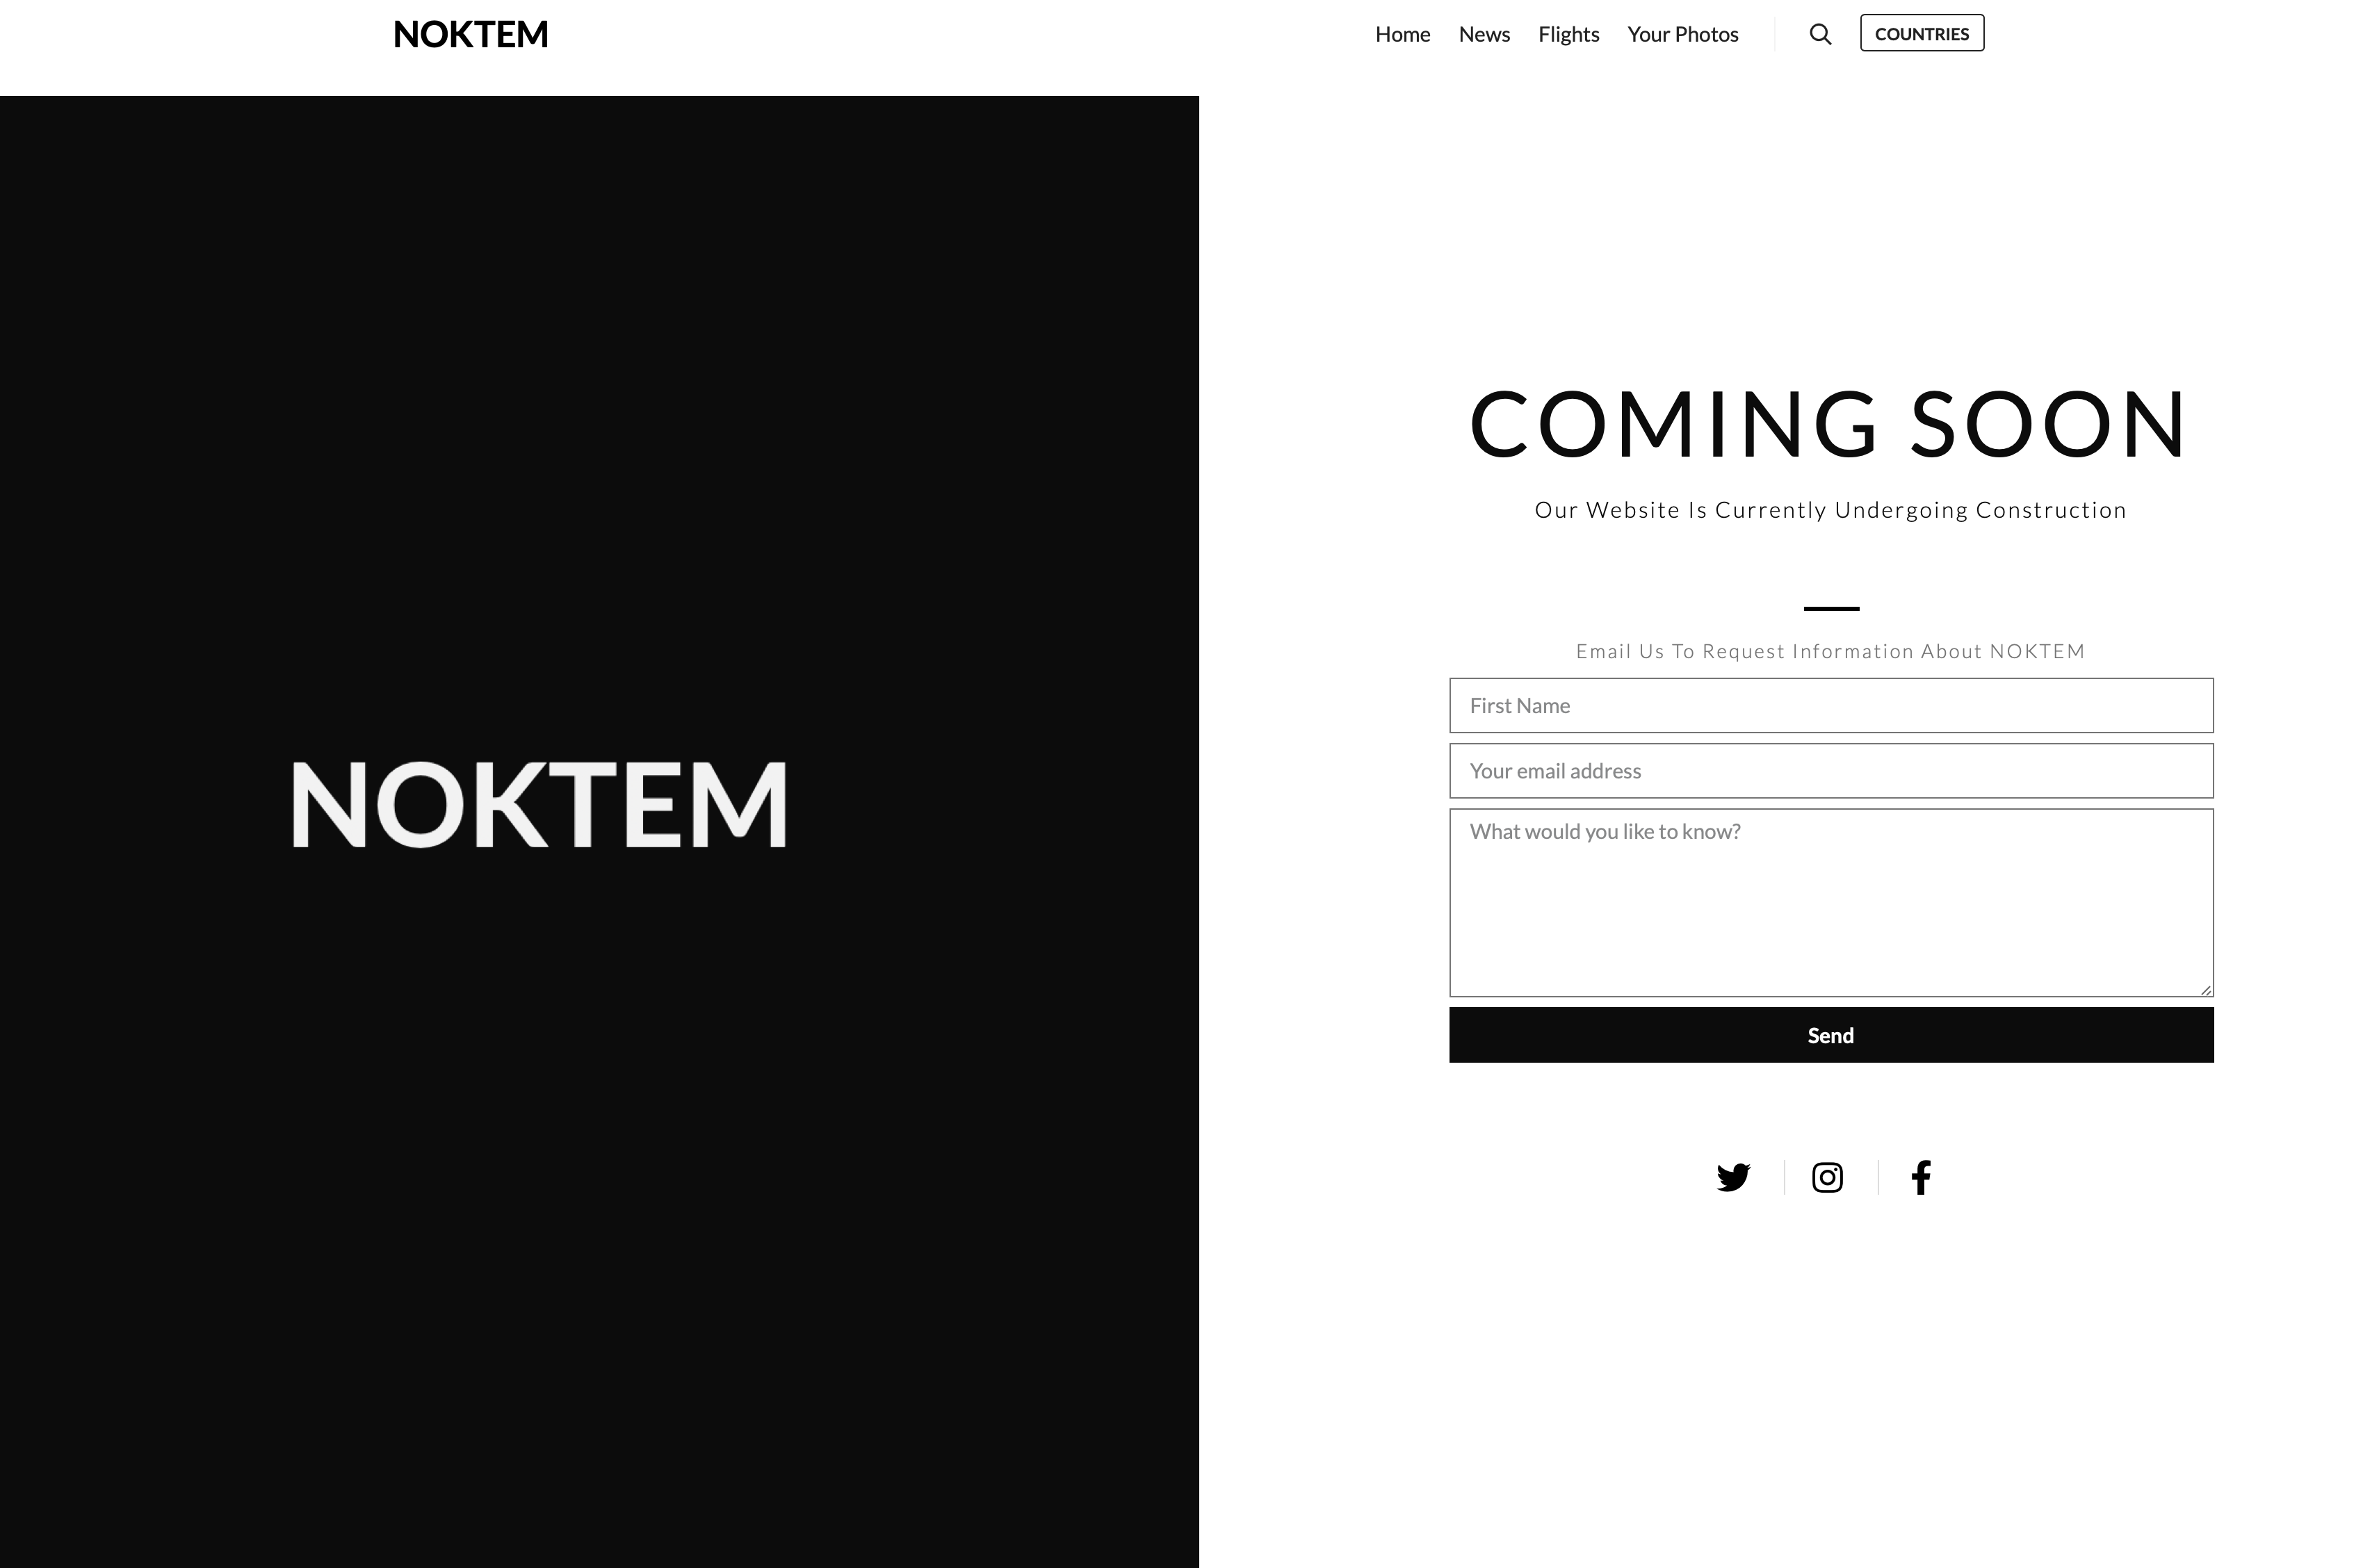 NOKTEM
Home News Flights Your Photos COUNTRIES
NOKTEM
COMING SOON
Our Website Is Currently Undergoing Construction
Email Us To Request Information About NOKTEM
First Name
Your email address
What would you like to know?
Send